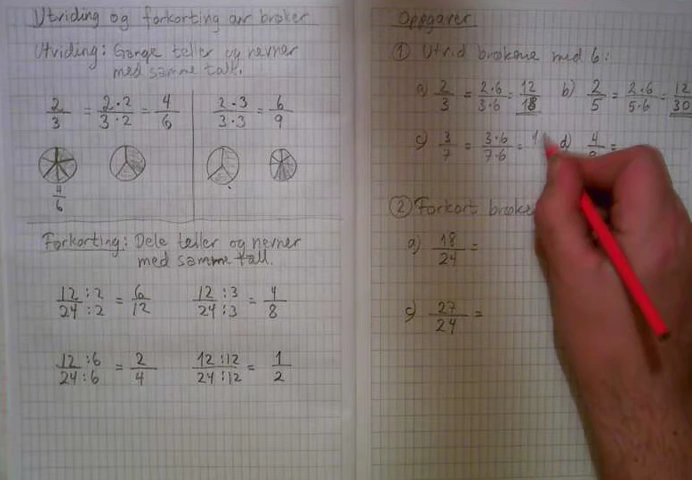 Utviding og forkorting av brøker
Utviding: Gange teller og nevner
med samme tall.
2/3 = 2·2/3·2 = 4/6
2·3/3·3 = 6/9
4/6
Forkorting: Dele teller og nevner
med samme tall.
12:2/24:2 = 6/12
12:3/24:3 = 4/8
12:6/24:6 = 2/4
12:12/24:12 = 1/2
Oppgaver
① Utvid brøkene med 6:
a) 2/3 = 2·6/3·6 = 12/18
b) 2/5 = 2·6/5·6 = 12/30
c) 3/7 = 3·6/7·6 = 1
d) 4/ =
② Forkort
a) 18/24 =
c) 27/24 =